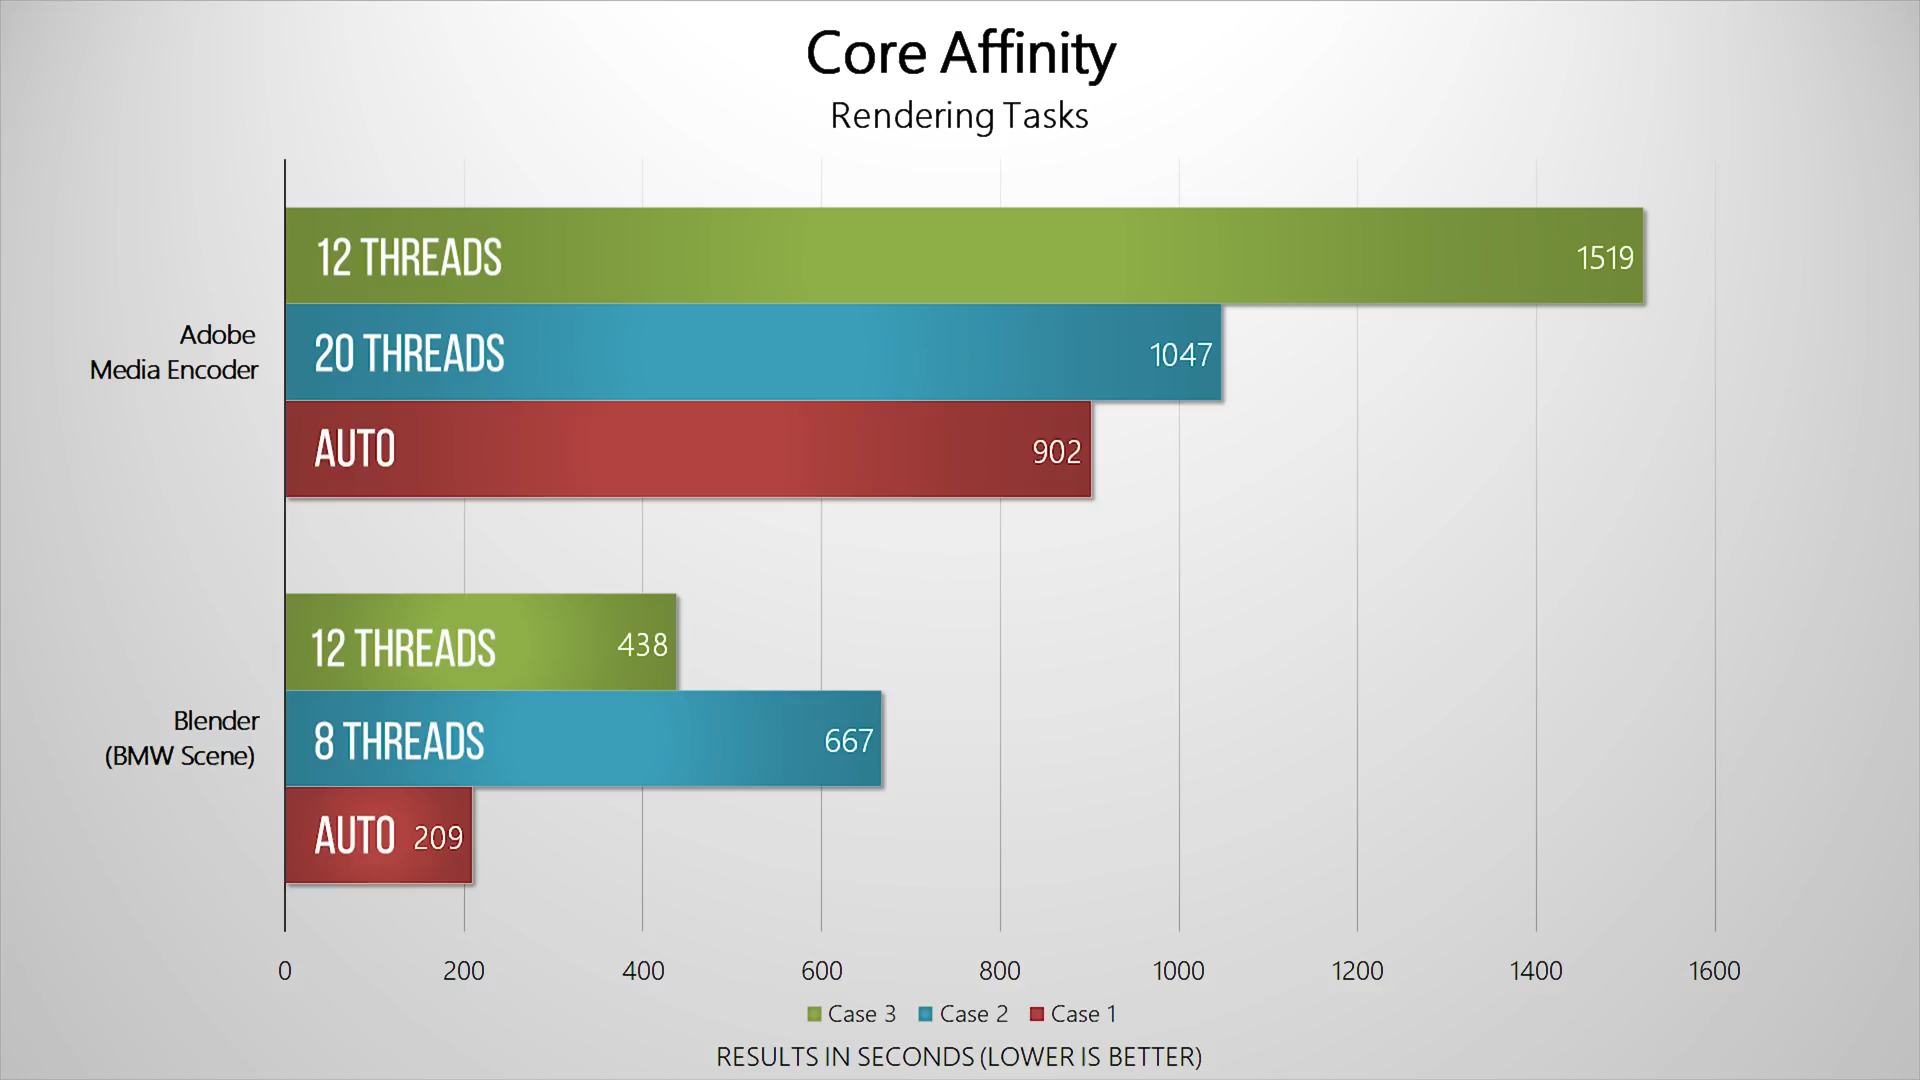 Core Affinity
Rendering Tasks
12 THREADS 1519
20 THREADS 1047
AUTO 902
Adobe
Media Encoder
12 THREADS 438
8 THREADS 667
AUTO 209
Blender
(BMW Scene)
0 200 400 600 800 1000 1200 1400 1600
Case 3 Case 2 Case 1
RESULTS IN SECONDS (LOWER IS BETTER)